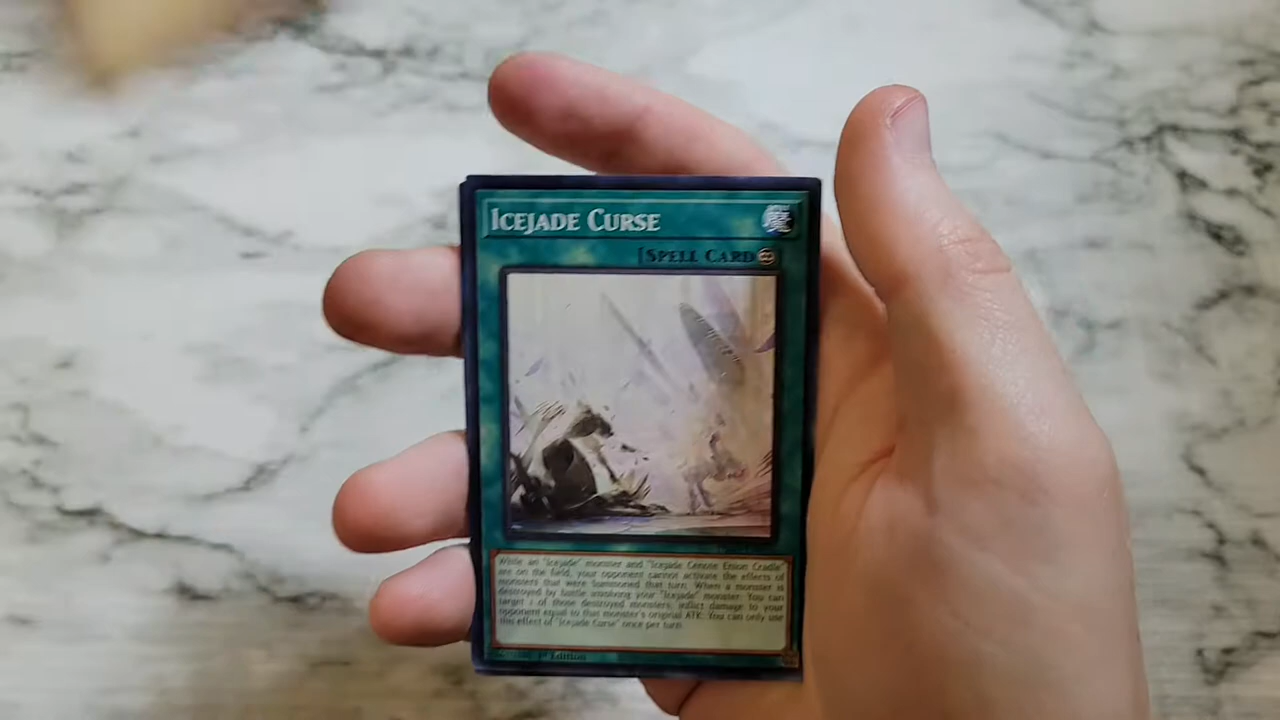 Icejade Curse
魔
[Spell Card
While an "Icejade" monster and "Icejade Cenote Enion Cradle"
are on the field, your opponent cannot activate the effects of
monsters that were Summoned that turn. When a monster is
destroyed by battle involving your "Icejade" monster: You can
target 1 of those destroyed monsters; inflict damage to your
opponent equal to that monster's original ATK. You can only use
this effect of "Icejade Curse" once per turn.
1st Edition